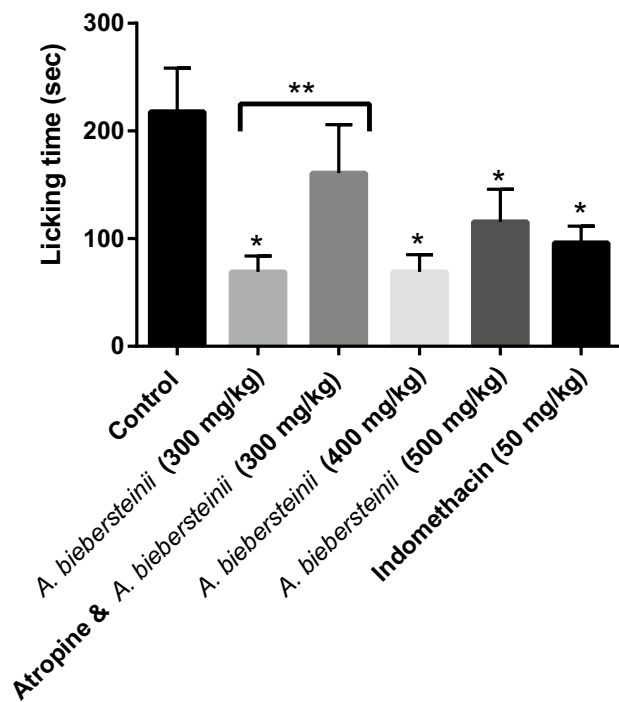 Licking time (sec)
300
200
100
0
**
*
*
*
*
Control
A. biebersteinii (300 mg/kg)
Atropine & A. biebersteinii (300 mg/kg)
A. biebersteinii (400 mg/kg)
A. biebersteinii (500 mg/kg)
Indomethacin (50 mg/kg)